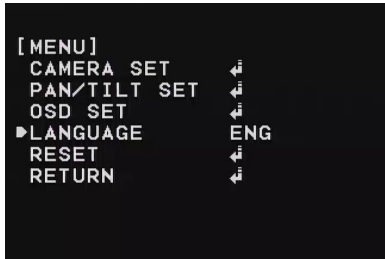 [MENU]
CAMERA SET ↲
PAN/TILT SET ↲
OSD SET ↲
LANGUAGE ENG
RESET ↲
RETURN ↲